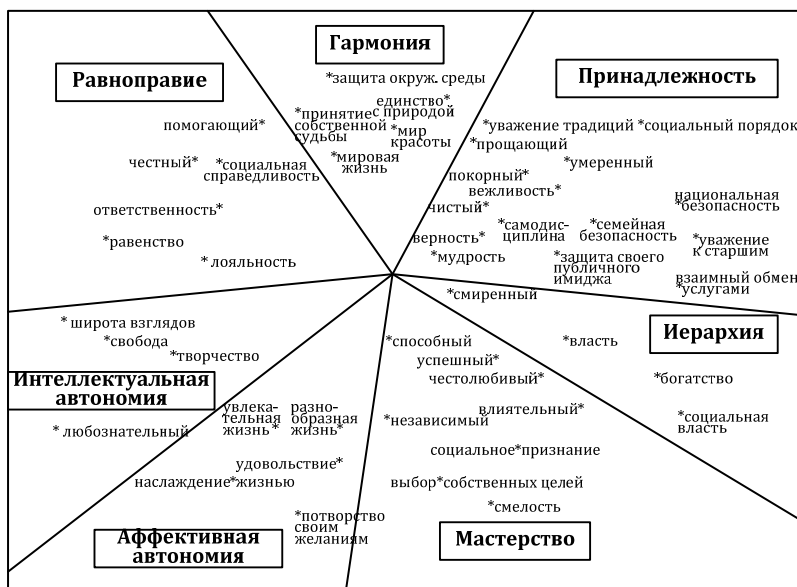 Гармония
*защита окруж. среды
единство*
с природой
*принятие
собственной
судьбы
*мир
красоты
*мировая
жизнь
Равноправие
помогающий*
честный*
*социальная
справедливость
ответственность*
*равенство
*лояльность
Принадлежность
*уважение традиций
*социальный порядок
*прощающий
*умеренный
покорный*
вежливость*
национальная
*безопасность
чистый*
*самодис-
циплина
*семейная
безопасность
верность*
*уважение
к старшим
*мудрость
*защита своего
публичного
имиджа
взаимный обмен
*услугами
*смиренный
Иерархия
*власть
*богатство
*социальная
власть
*способный
успешный*
честолюбивый*
влиятельный*
*независимый
социальное*признание
выбор*собственных целей
*смелость
Мастерство
* широта взглядов
*свобода
*творчество
Интеллектуальная
автономия
* любознательный
увлека-
тельная
жизнь*
разно-
образная
жизнь*
удовольствие*
наслаждение*жизнью
*потворство
своим
желаниям
Аффективная
автономия